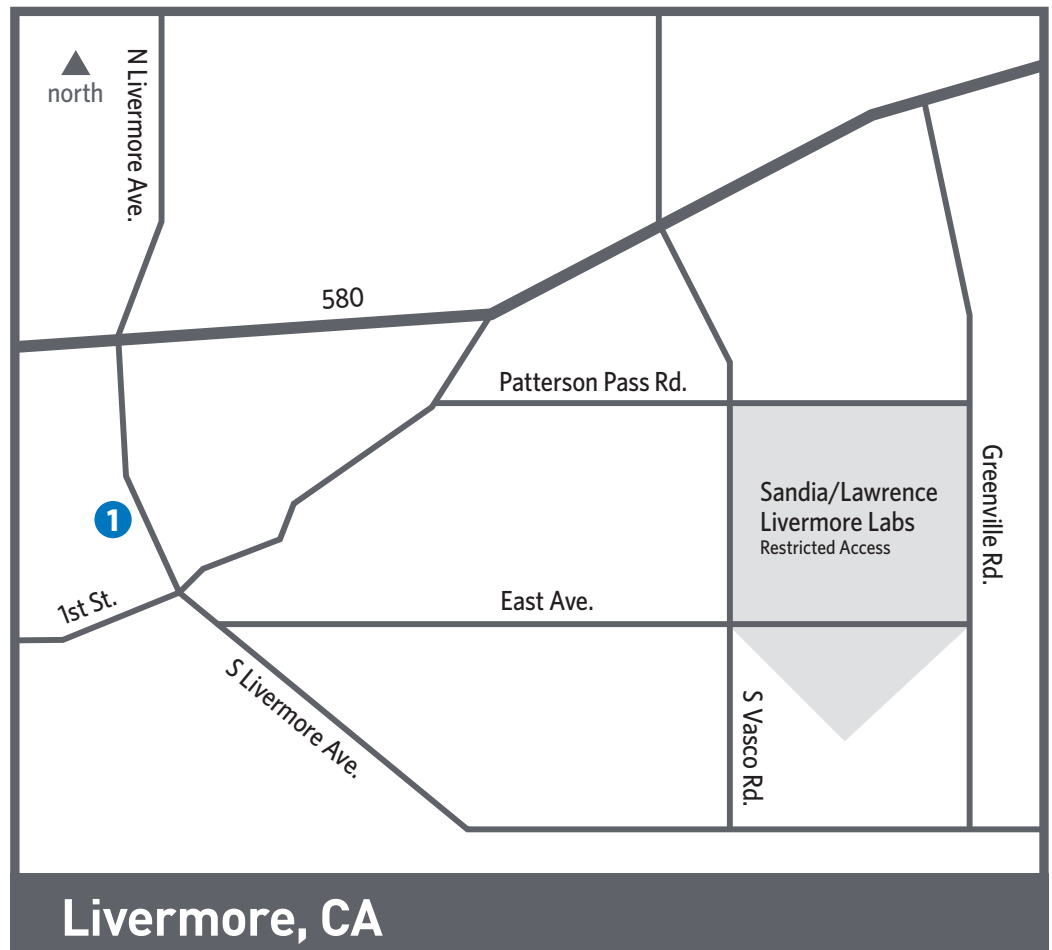 north
N Livermore Ave.
580
Patterson Pass Rd.
Sandia/Lawrence
Livermore Labs
Restricted Access
Greenville Rd.
1
1st St.
East Ave.
S Livermore Ave.
S Vasco Rd.
Livermore, CA